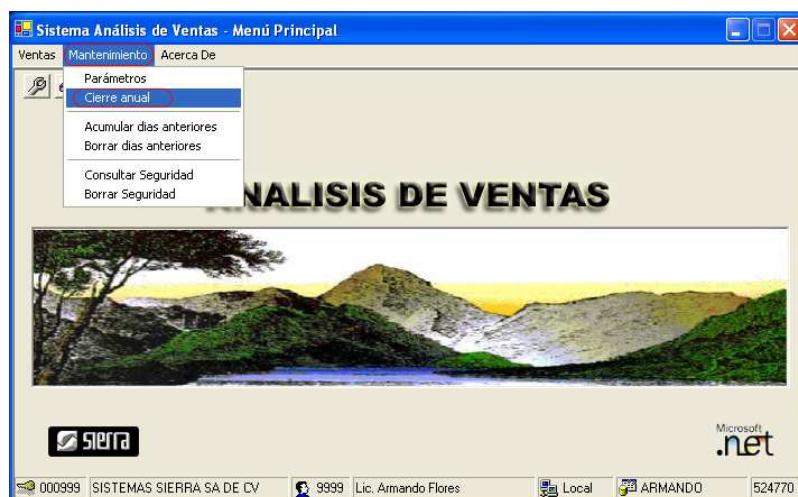 Sistema Análisis de Ventas - Menú Principal
Ventas Mantenimiento Acerca De
Parámetros
Cierre anual
Acumular dias anteriores
Borrar dias anteriores
Consultar Seguridad
Borrar Seguridad
NALISIS DE VENTAS
sierra
Microsoft
.net
000999 SISTEMAS SIERRA SA DE CV 9999 Lic. Armando Flores Local ARMANDO 524770